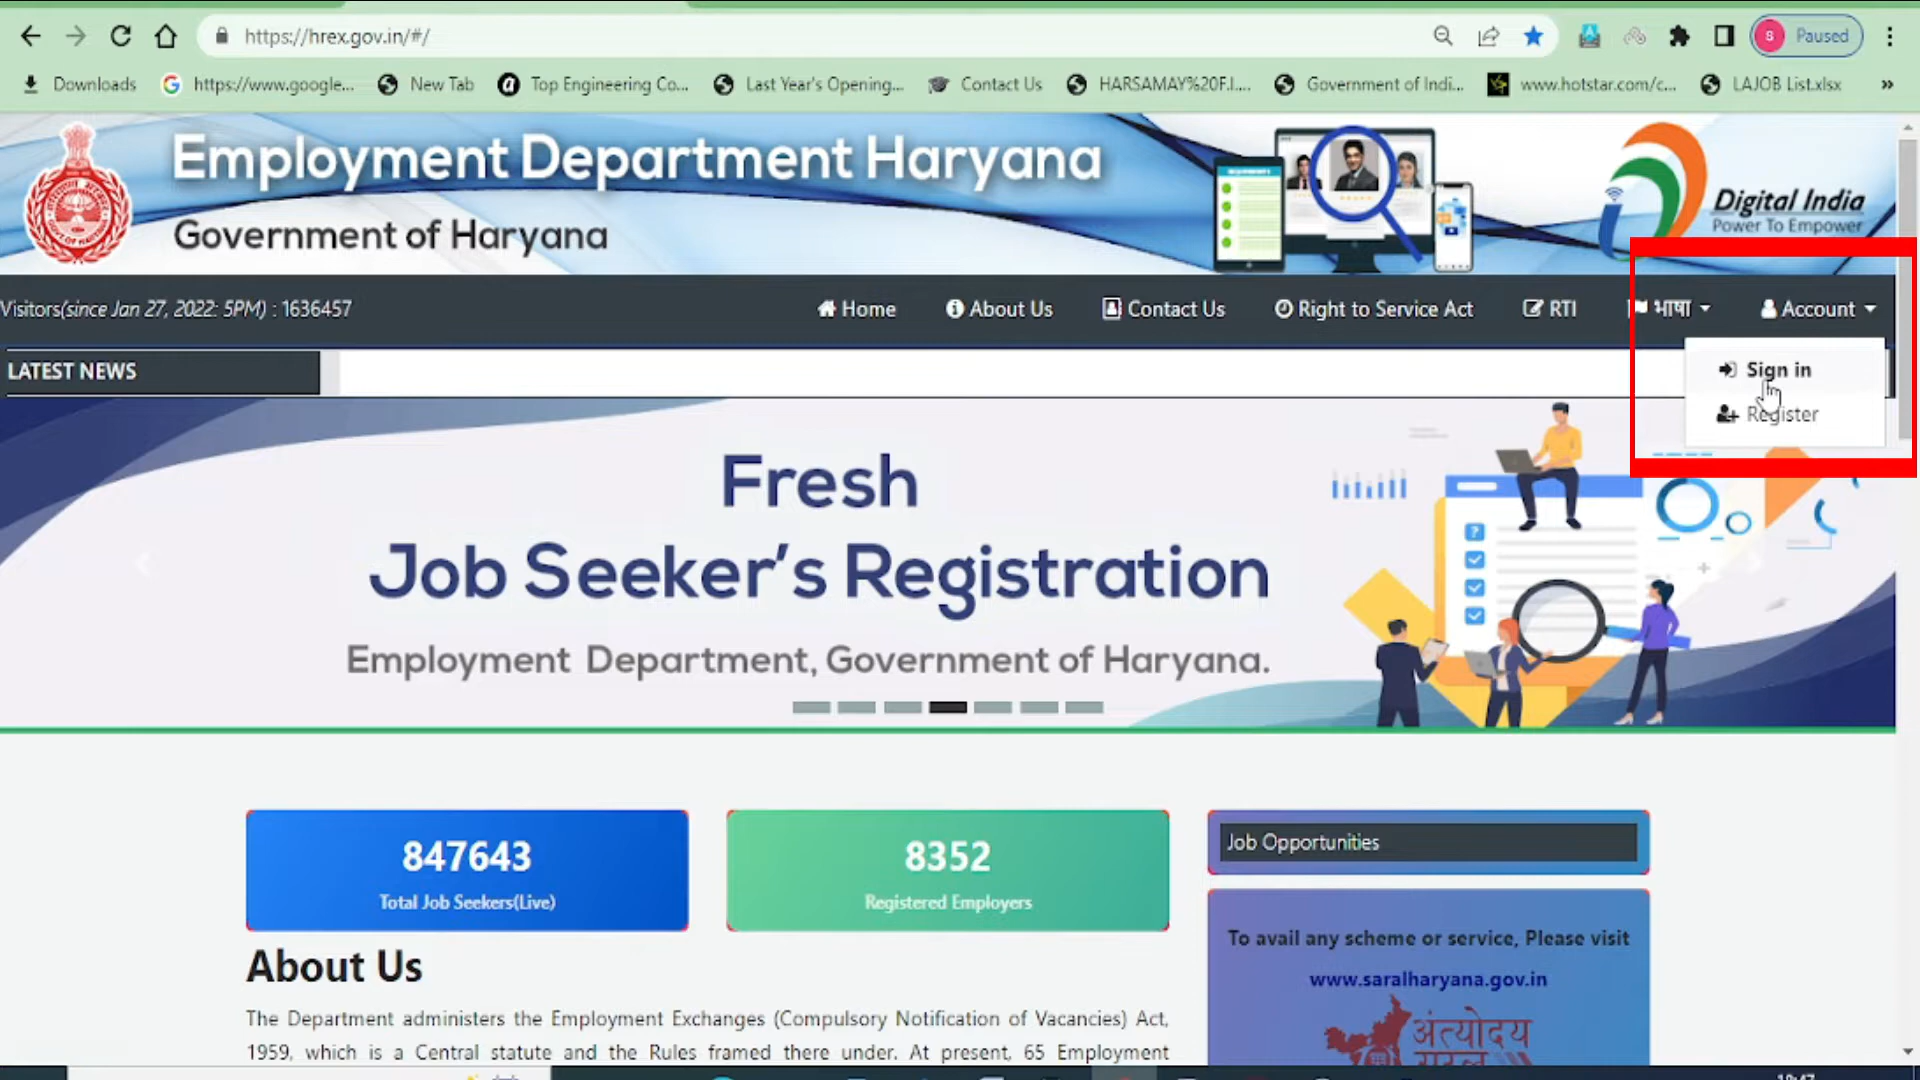 https://hrex.gov.in/#/
Paused
Downloads https://www.google... New Tab Top Engineering Co... Last Year's Opening... Contact Us HARSAMAY%20F.I.... Government of Indi... www.hotstar.com/c... LAJOB List.xlsx »
Employment Department Haryana
Government of Haryana
Digital India
Power To Empower
Visitors(since Jan 27, 2022: 5PM) : 1636457
Home About Us Contact Us Right to Service Act RTI भाषा Account
Sign in
Register
LATEST NEWS
Fresh
Job Seeker's Registration
Employment Department, Government of Haryana.
847643
Total Job Seekers(Live)
8352
Registered Employers
Job Opportunities
To avail any scheme or service, Please visit
www.saralharyana.gov.in
अंत्योदय
About Us
The Department administers the Employment Exchanges (Compulsory Notification of Vacancies) Act,
1959, which is a Central statute and the Rules framed there under. At present, 65 Employment